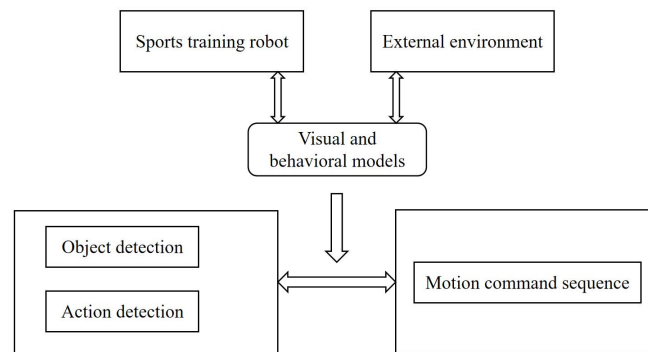 Sports training robot
External environment
Visual and
behavioral models
Object detection
Action detection
Motion command sequence